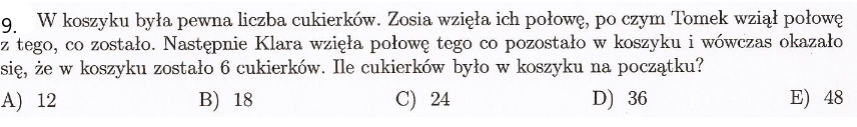 9. W koszyku była pewna liczba cukierków. Zosia wzięła ich połowę, po czym Tomek wziął połowę
z tego, co zostało. Następnie Klara wzięła połowę tego co pozostało w koszyku i wówczas okazało
się, że w koszyku zostało 6 cukierków. Ile cukierków było w koszyku na początku?
A) 12 B) 18 C) 24 D) 36 E) 48